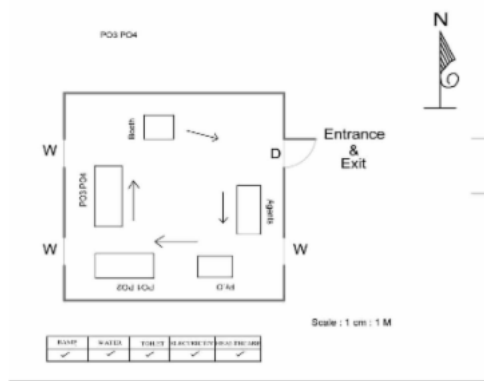 PO3 PO4
N
Booth
Entrance
&
Exit
W
D
PO3 PO4
Agents
W
W
PO1 PO2
Scale : 1 cm : 1 M
RAMP WATER TOILET ELECTRICITY
✓ ✓ ✓ ✓ ✓